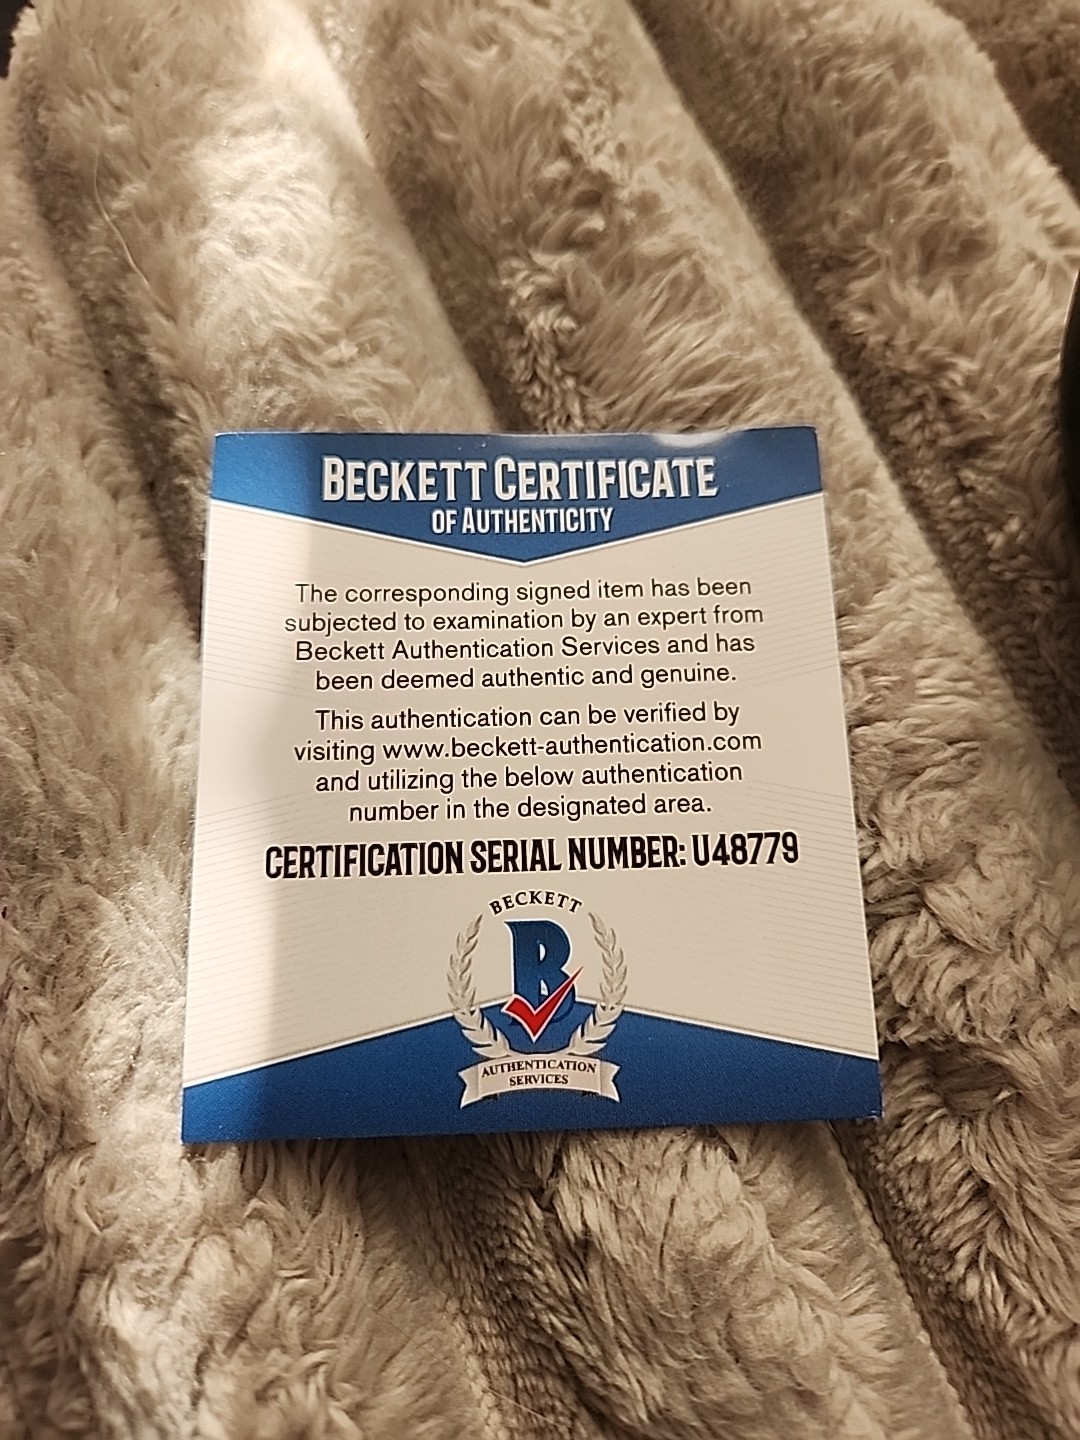 BECKETT CERTIFICATE
OF AUTHENTICITY
The corresponding signed item has been
subjected to examination by an expert from
Beckett Authentication Services and has
been deemed authentic and genuine.
This authentication can be verified by
visiting www.beckett-authentication.com
and utilizing the below authentication
number in the designated area.
CERTIFICATION SERIAL NUMBER: U48779
BECKETT
B
AUTHENTICATION
SERVICES